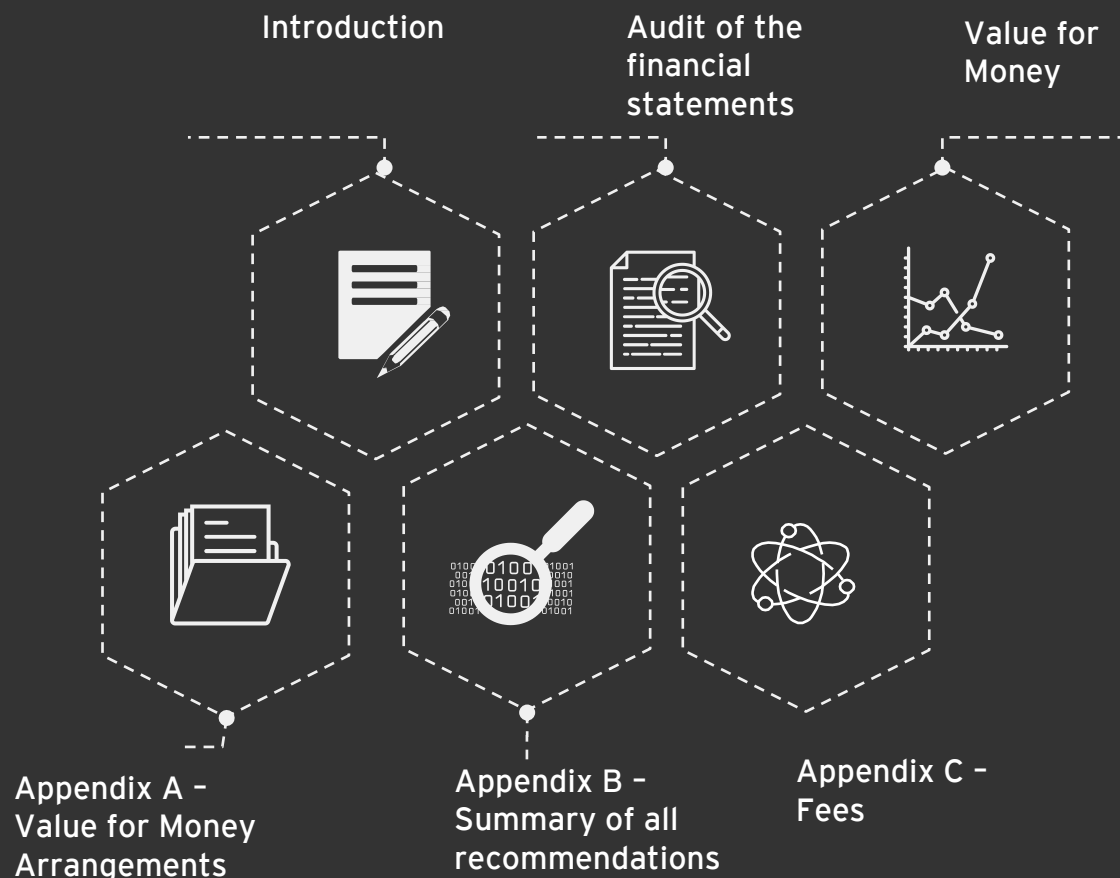 Introduction
Audit of the
financial
statements
Value for
Money
Appendix A –
Value for Money
Arrangements
Appendix B –
Summary of all
recommendations
Appendix C –
Fees